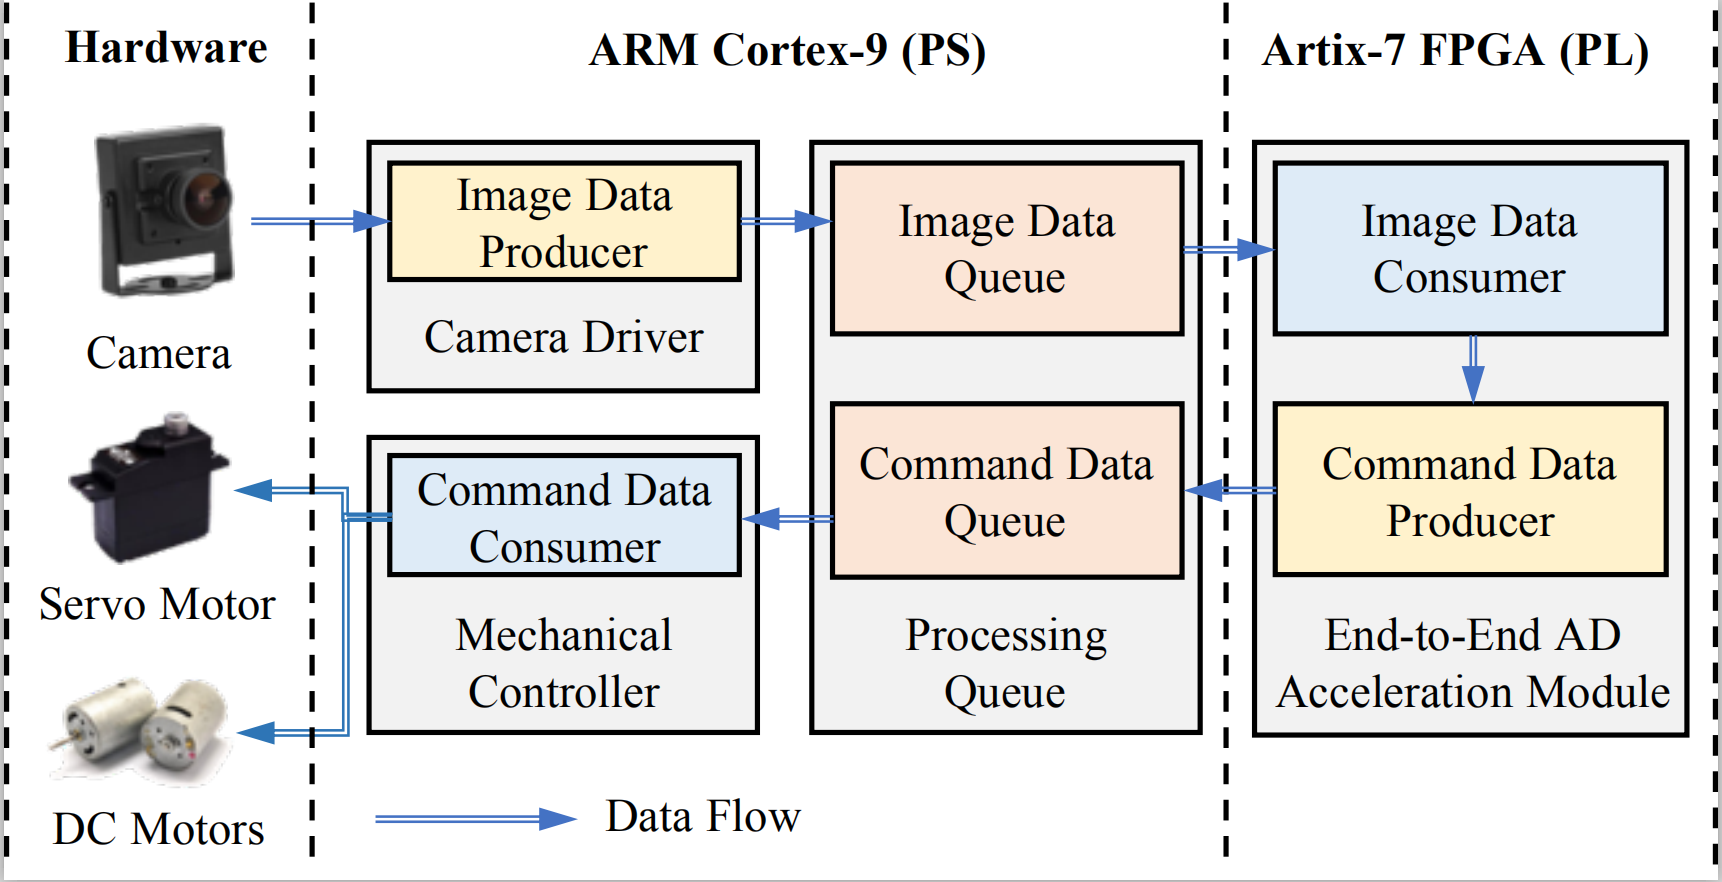 Hardware
ARM Cortex-9 (PS)
Artix-7 FPGA (PL)
Image Data
Producer
Camera Driver
Image Data
Queue
Image Data
Consumer
Camera
Command Data
Consumer
Mechanical
Controller
Command Data
Queue
Processing
Queue
Command Data
Producer
End-to-End AD
Acceleration Module
Servo Motor
DC Motors
Data Flow